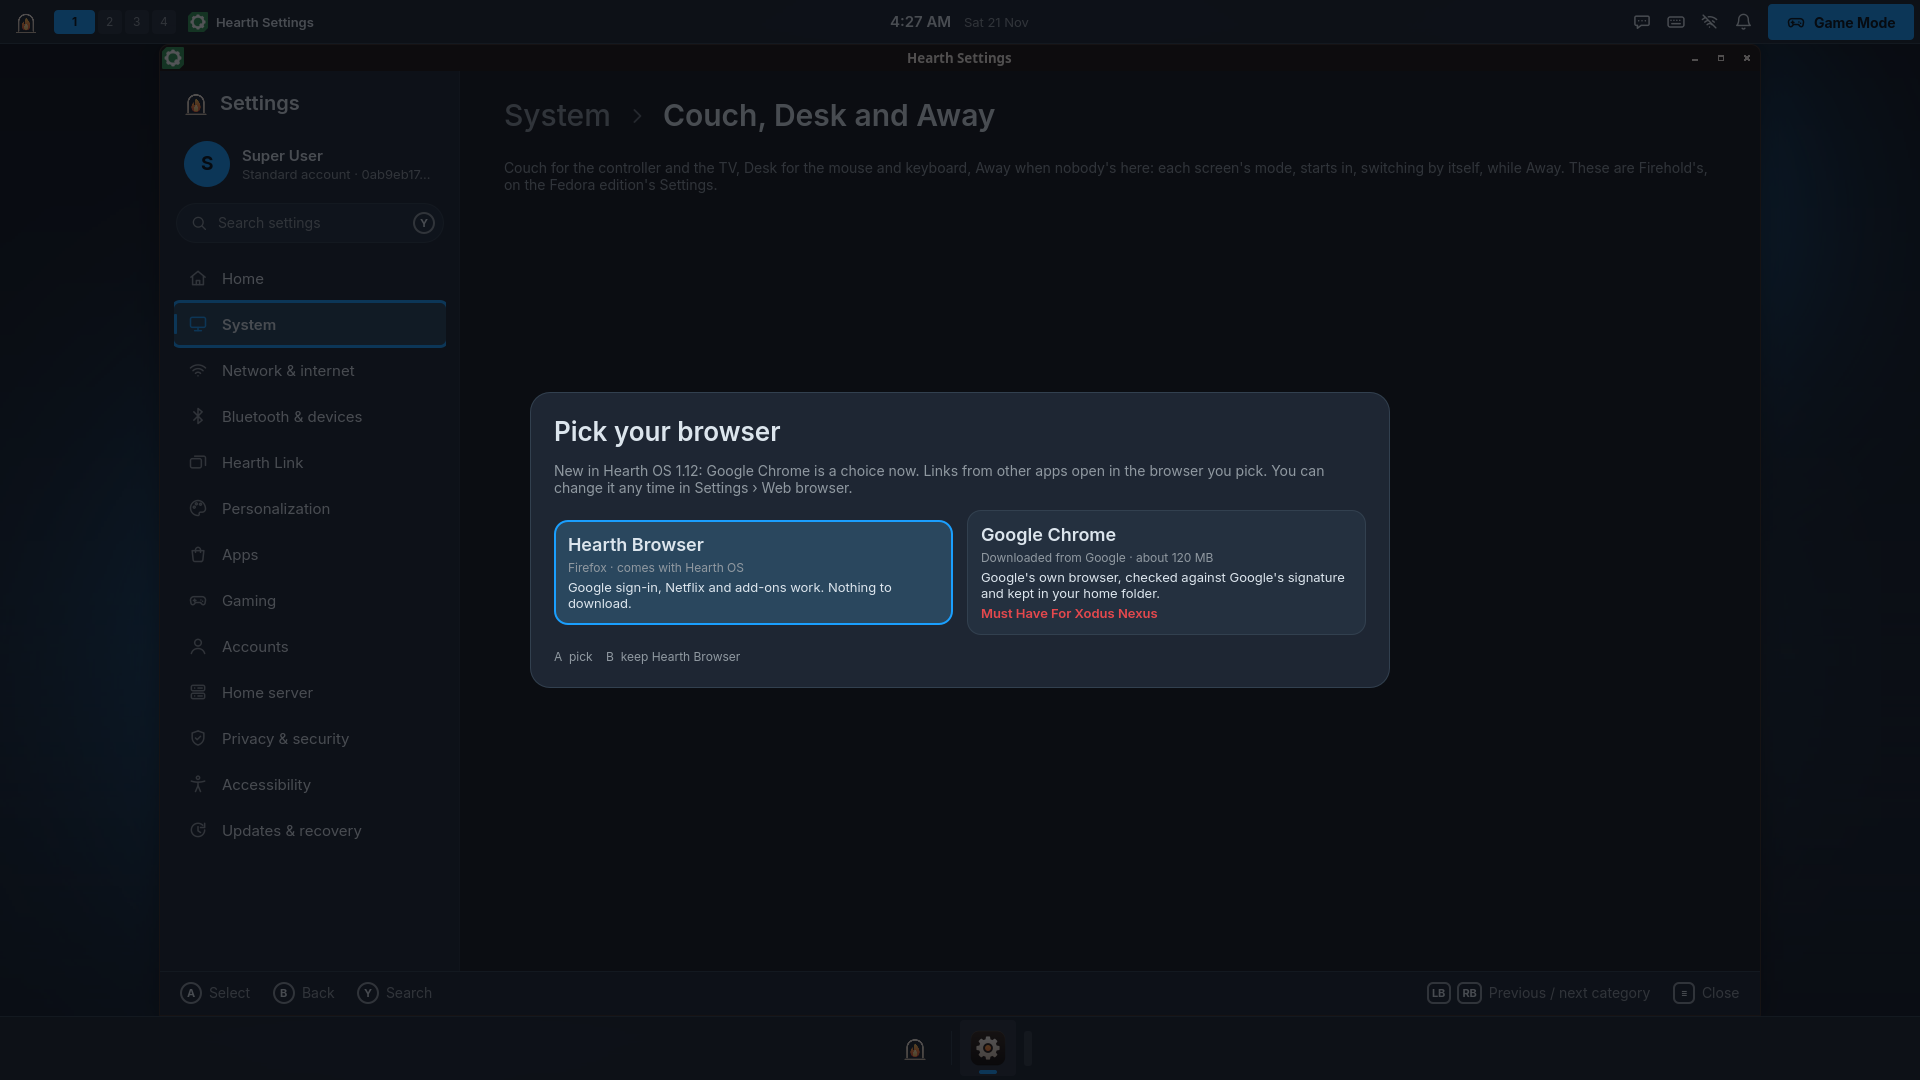 1 2 3 4 Hearth Settings 4:27 AM Sat 21 Nov Game Mode
Hearth Settings
Settings
S
Super User
Standard account · 0ab9eb17...
Search settings Y
Home
System
Network & internet
Bluetooth & devices
Hearth Link
Personalization
Apps
Gaming
Accounts
Home server
Privacy & security
Accessibility
Updates & recovery
System › Couch, Desk and Away
Couch for the controller and the TV, Desk for the mouse and keyboard, Away when nobody's here: each screen's mode, starts in, switching by itself, while Away. These are Firehold's,
on the Fedora edition's Settings.
Pick your browser
New in Hearth OS 1.12: Google Chrome is a choice now. Links from other apps open in the browser you pick. You can
change it any time in Settings › Web browser.
Hearth Browser
Firefox · comes with Hearth OS
Google sign-in, Netflix and add-ons work. Nothing to
download.
Google Chrome
Downloaded from Google · about 120 MB
Google's own browser, checked against Google's signature
and kept in your home folder.
Must Have For Xodus Nexus
A pick B keep Hearth Browser
A Select B Back Y Search LB RB Previous / next category ≡ Close